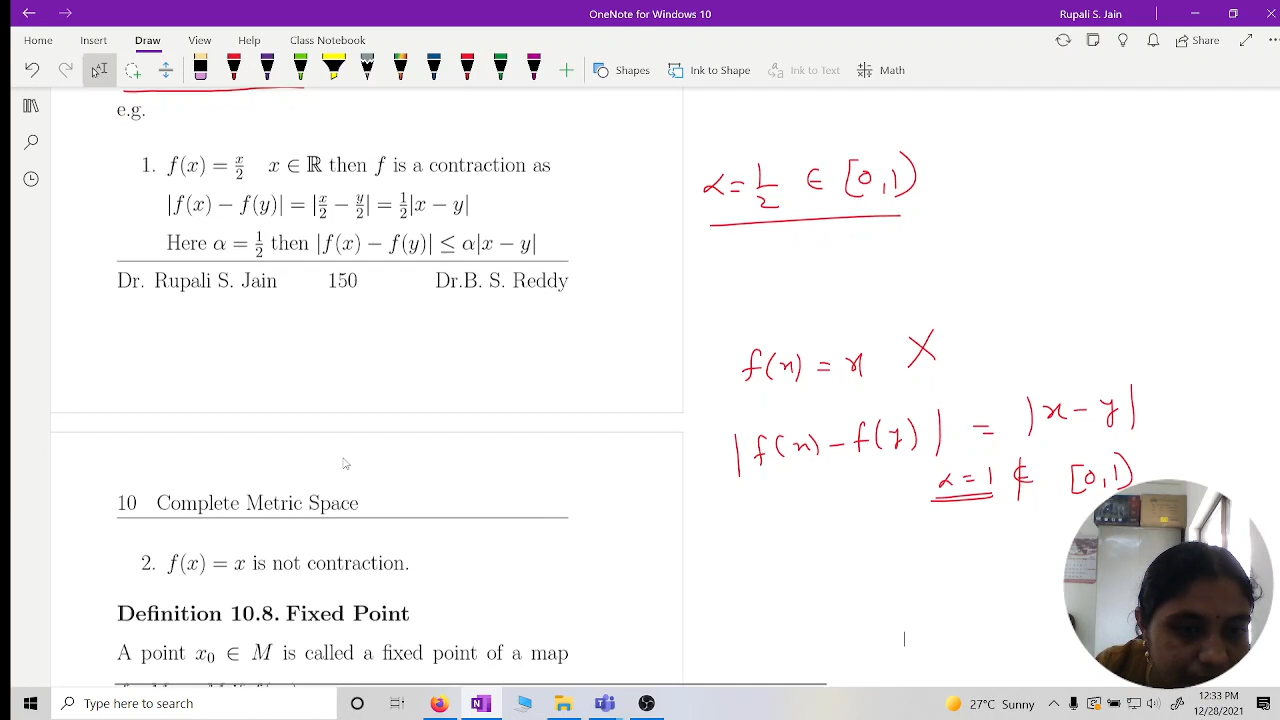 OneNote for Windows 10
Rupali S. Jain
Home Insert Draw View Help Class Notebook
Share
Shapes Ink to Shape Ink to Text Math
e.g.
1. f(x) = x/2 x ∈ ℝ then f is a contraction as
|f(x) − f(y)| = |x/2 − y/2| = 1/2|x − y|
Here α = 1/2 then |f(x) − f(y)| ≤ α|x − y|
Dr. Rupali S. Jain 150 Dr.B. S. Reddy
α = 1/2 ∈ [0,1)
f(x) = x X
|f(x) − f(y)| = |x − y|
α = 1 ∉ [0,1)
10 Complete Metric Space
2. f(x) = x is not contraction.
Definition 10.8. Fixed Point
A point x₀ ∈ M is called a fixed point of a map
Type here to search
27°C Sunny
12:33 PM
12/28/2021